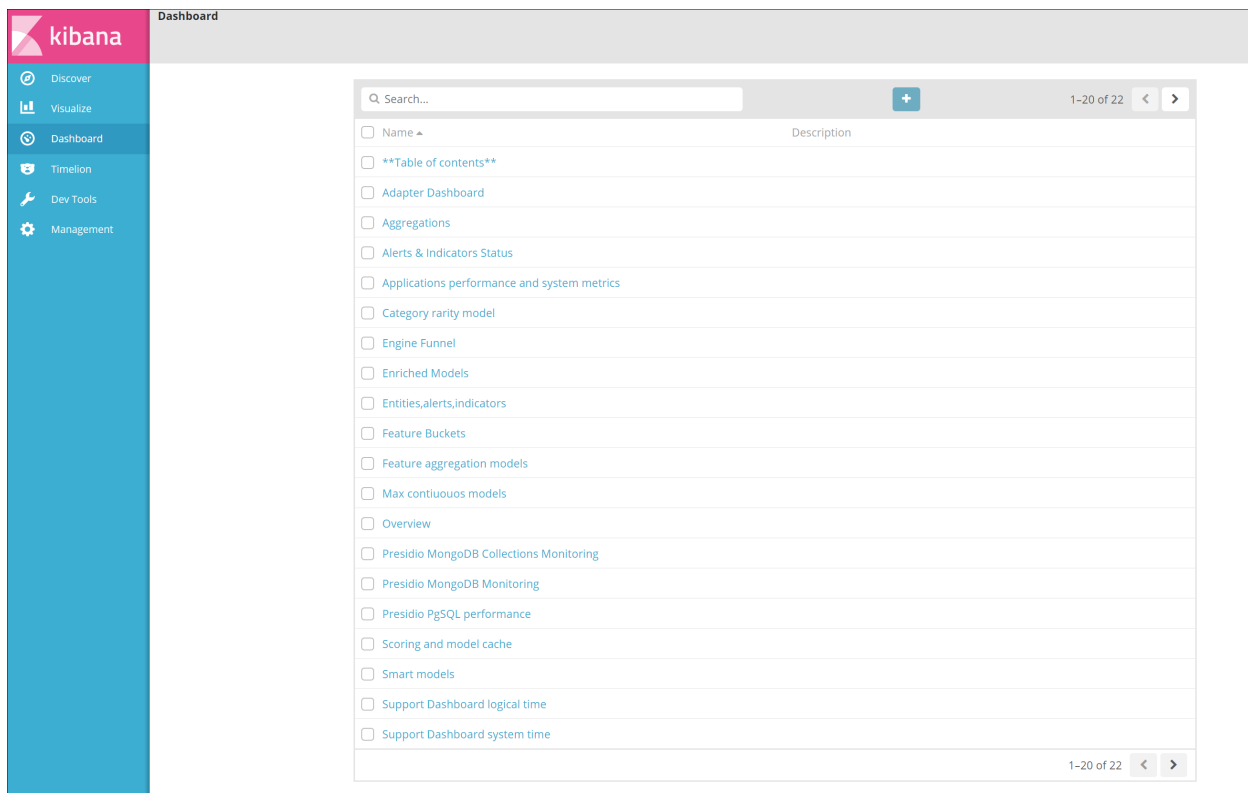 Dashboard
kibana
Discover
Visualize
Dashboard
Timelion
Dev Tools
Management
Search...
1–20 of 22
Name
Description
**Table of contents**
Adapter Dashboard
Aggregations
Alerts & Indicators Status
Applications performance and system metrics
Category rarity model
Engine Funnel
Enriched Models
Entities,alerts,indicators
Feature Buckets
Feature aggregation models
Max contiuouos models
Overview
Presidio MongoDB Collections Monitoring
Presidio MongoDB Monitoring
Presidio PgSQL performance
Scoring and model cache
Smart models
Support Dashboard logical time
Support Dashboard system time
1–20 of 22